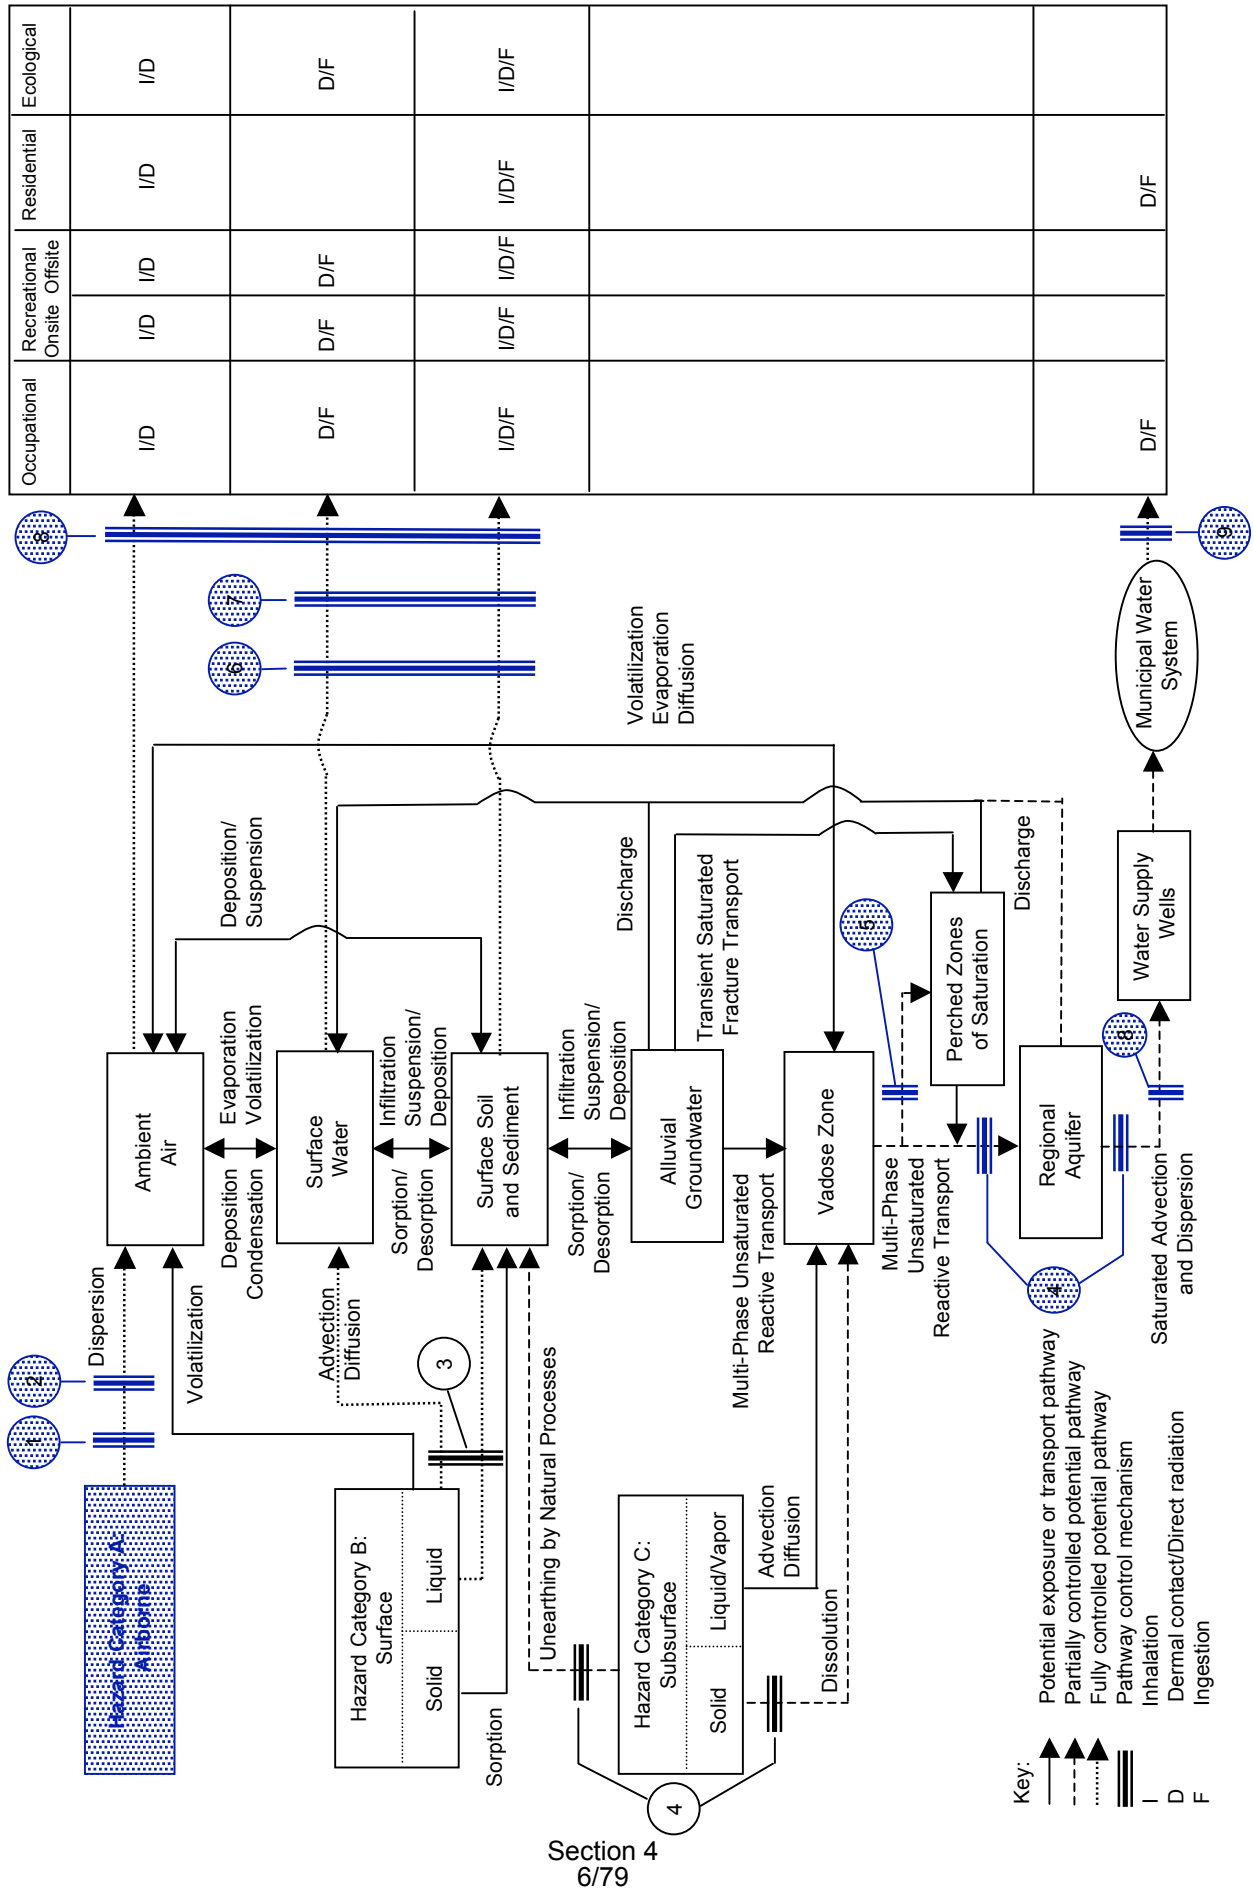 Occupational
Recreational
Onsite Offsite
Residential
Ecological
I/D
I/D
I/D
I/D
I/D
D/F
D/F
D/F
D/F
I/D/F
I/D/F
I/D/F
I/D/F
I/D/F
D/F
D/F
8
7
6
9
Volatilization
Evaporation
Diffusion
Municipal Water
System
Deposition/
Suspension
Discharge
Transient Saturated
Fracture Transport
5
Discharge
Water Supply
Wells
Perched Zones
of Saturation
8
Ambient
Air
Evaporation
Volatilization
Deposition
Condensation
Surface
Water
Infiltration
Suspension/
Deposition
Sorption/
Desorption
Surface Soil
and Sediment
Infiltration
Suspension/
Deposition
Sorption/
Desorption
Alluvial
Groundwater
Multi-Phase Unsaturated
Reactive Transport
Vadose Zone
Multi-Phase
Unsaturated
Reactive Transport
Regional
Aquifer
Saturated Advection
and Dispersion
4
1
2
Dispersion
Volatilization
Advection
Diffusion
3
Hazard Category A:
Airborne
Hazard Category B:
Surface
Solid
Liquid
Sorption
Unearthing by Natural Processes
Hazard Category C:
Subsurface
Solid
Liquid/Vapor
Advection
Diffusion
Dissolution
4
Key:
Potential exposure or transport pathway
Partially controlled potential pathway
Fully controlled potential pathway
Pathway control mechanism
I Inhalation
D Dermal contact/Direct radiation
F Ingestion
Section 4
6/79